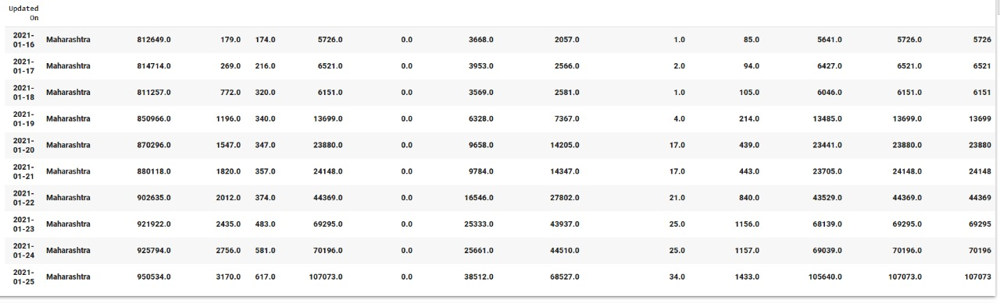 Updated
On
2021-
01-16 Maharashtra 812649.0 179.0 174.0 5726.0 0.0 3668.0 2057.0 1.0 85.0 5641.0 5726.0 5726
2021-
01-17 Maharashtra 814714.0 269.0 216.0 6521.0 0.0 3953.0 2566.0 2.0 94.0 6427.0 6521.0 6521
2021-
01-18 Maharashtra 811257.0 772.0 320.0 6151.0 0.0 3569.0 2581.0 1.0 105.0 6046.0 6151.0 6151
2021-
01-19 Maharashtra 850966.0 1196.0 340.0 13699.0 0.0 6328.0 7367.0 4.0 214.0 13485.0 13699.0 13699
2021-
01-20 Maharashtra 870296.0 1547.0 347.0 23880.0 0.0 9658.0 14205.0 17.0 439.0 23441.0 23880.0 23880
2021-
01-21 Maharashtra 880118.0 1820.0 357.0 24148.0 0.0 9784.0 14347.0 17.0 443.0 23705.0 24148.0 24148
2021-
01-22 Maharashtra 902635.0 2012.0 374.0 44369.0 0.0 16546.0 27802.0 21.0 840.0 43529.0 44369.0 44369
2021-
01-23 Maharashtra 921922.0 2435.0 483.0 69295.0 0.0 25333.0 43937.0 25.0 1156.0 68139.0 69295.0 69295
2021-
01-24 Maharashtra 925794.0 2756.0 581.0 70196.0 0.0 25661.0 44510.0 25.0 1157.0 69039.0 70196.0 70196
2021-
01-25 Maharashtra 950534.0 3170.0 617.0 107073.0 0.0 38512.0 68527.0 34.0 1433.0 105640.0 107073.0 107073